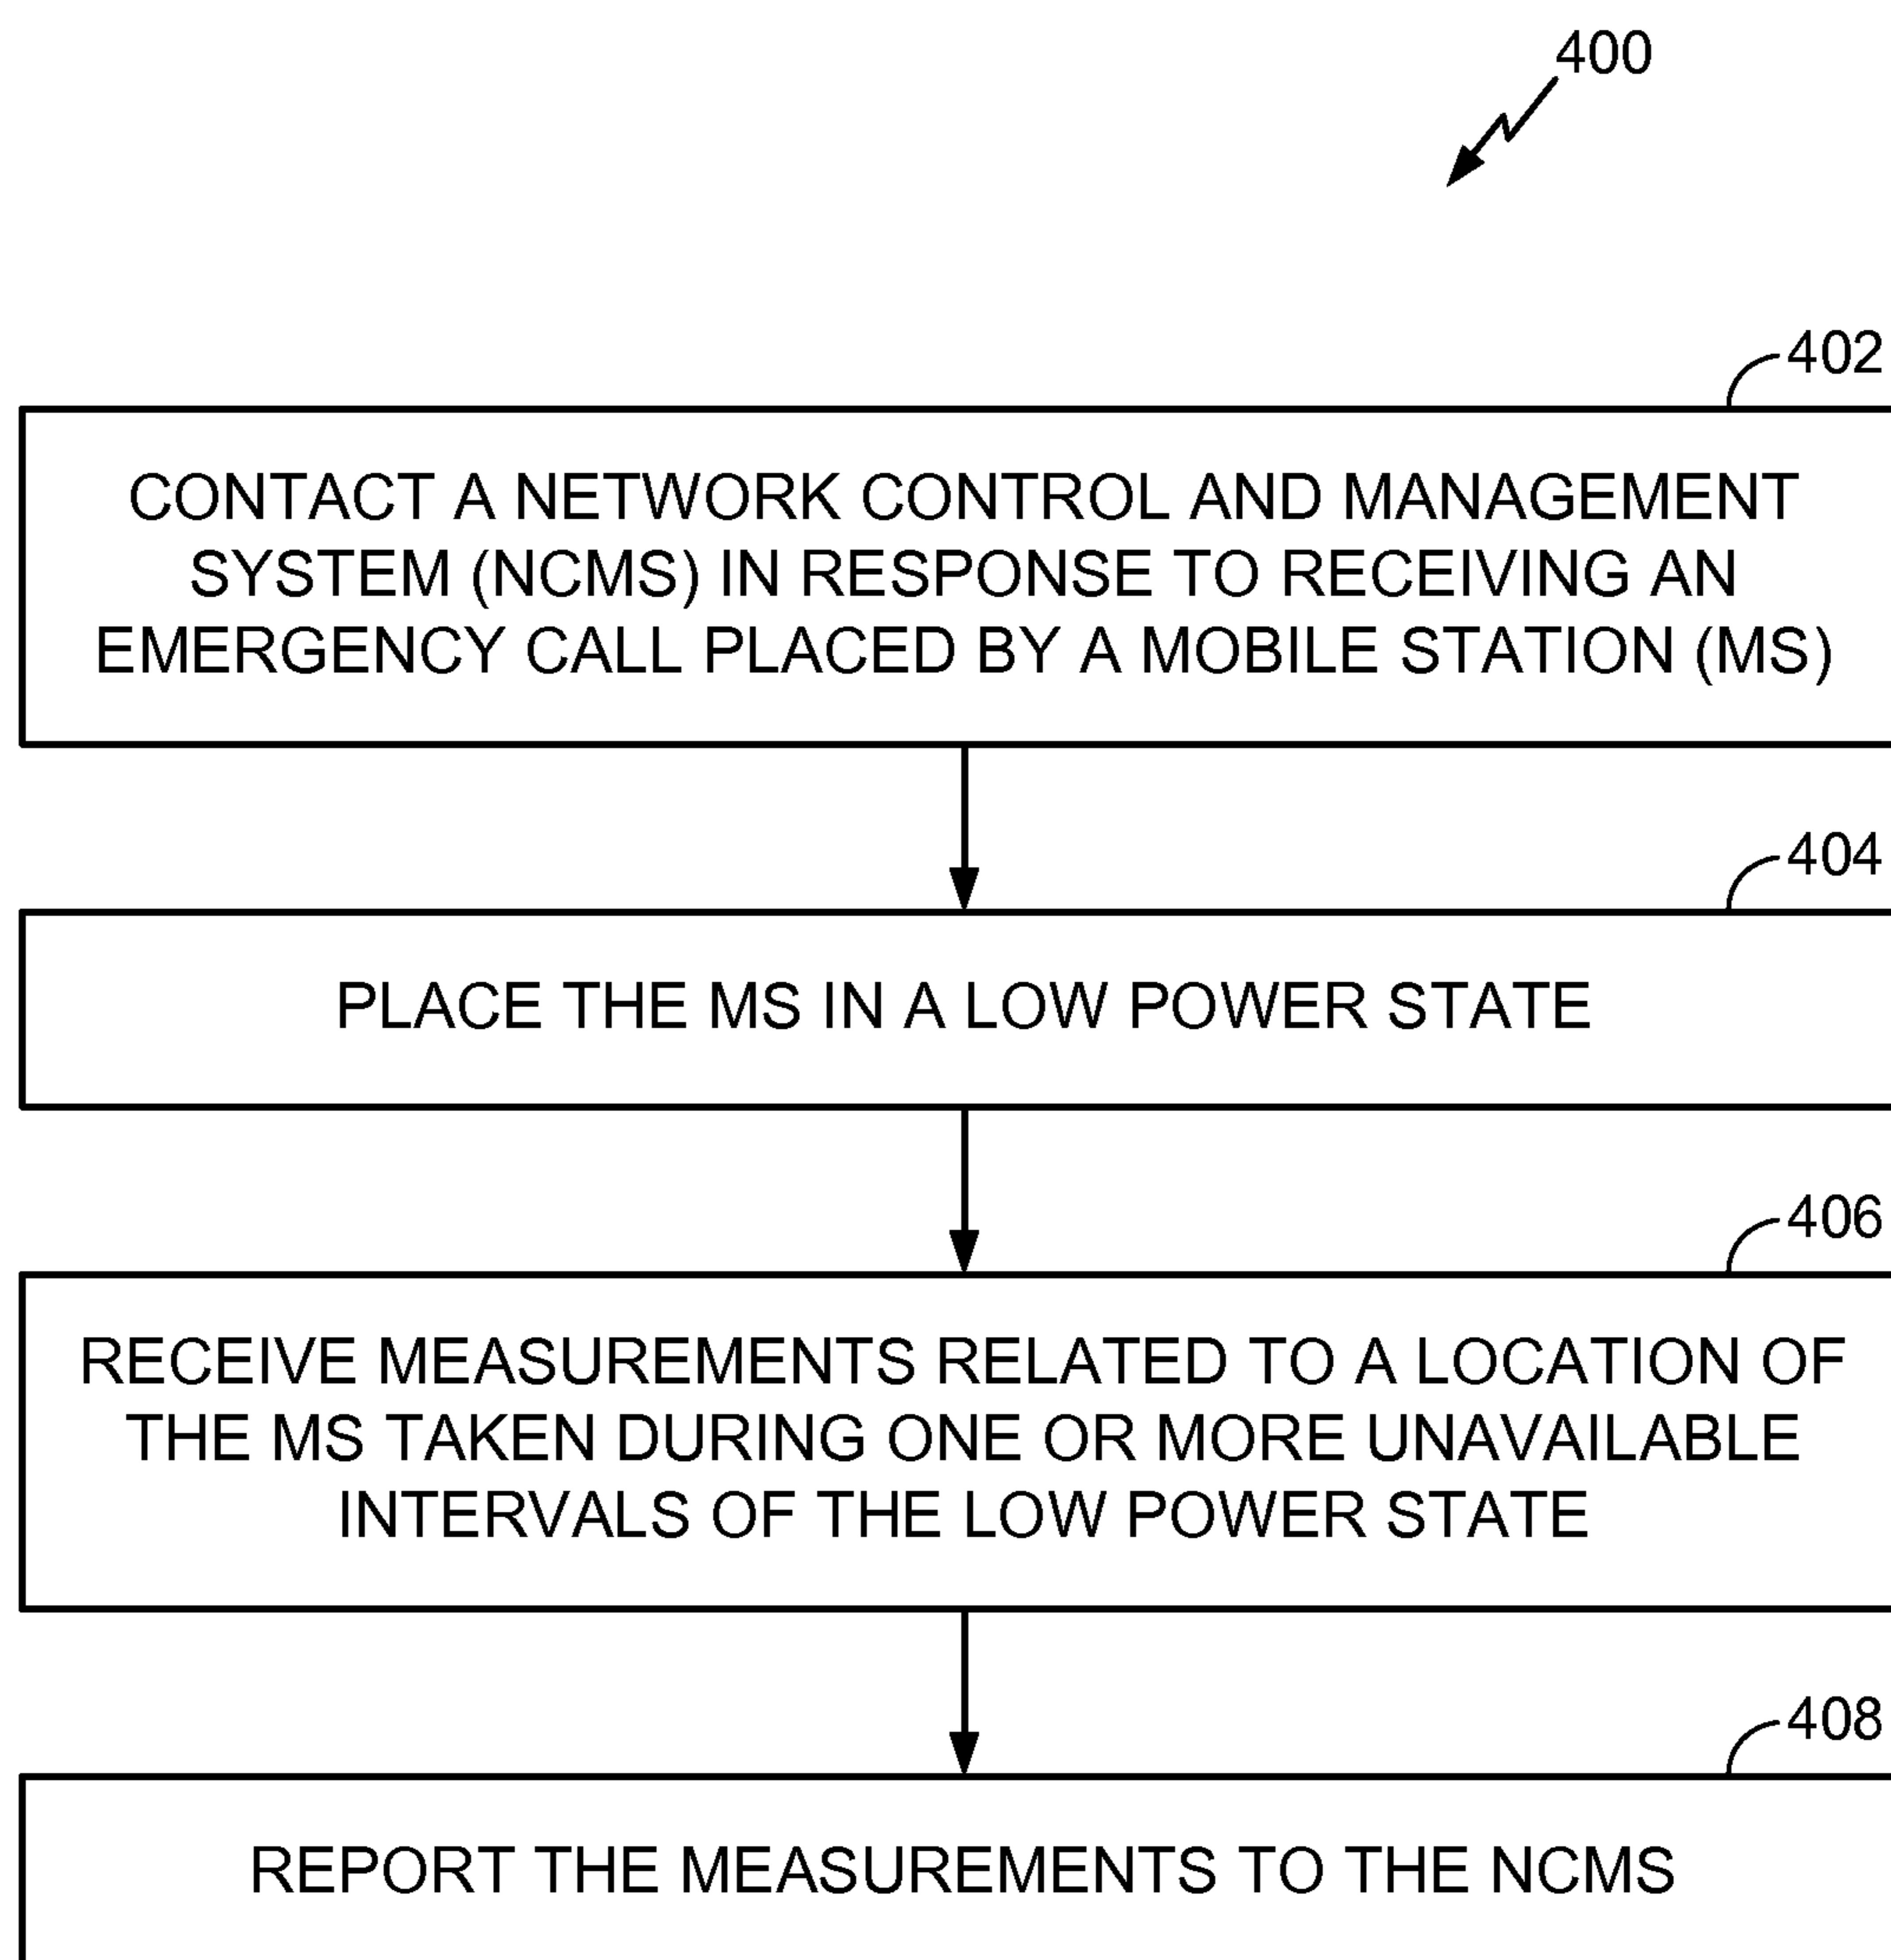 400
402
CONTACT A NETWORK CONTROL AND MANAGEMENT
SYSTEM (NCMS) IN RESPONSE TO RECEIVING AN
EMERGENCY CALL PLACED BY A MOBILE STATION (MS)
404
PLACE THE MS IN A LOW POWER STATE
406
RECEIVE MEASUREMENTS RELATED TO A LOCATION OF
THE MS TAKEN DURING ONE OR MORE UNAVAILABLE
INTERVALS OF THE LOW POWER STATE
408
REPORT THE MEASUREMENTS TO THE NCMS